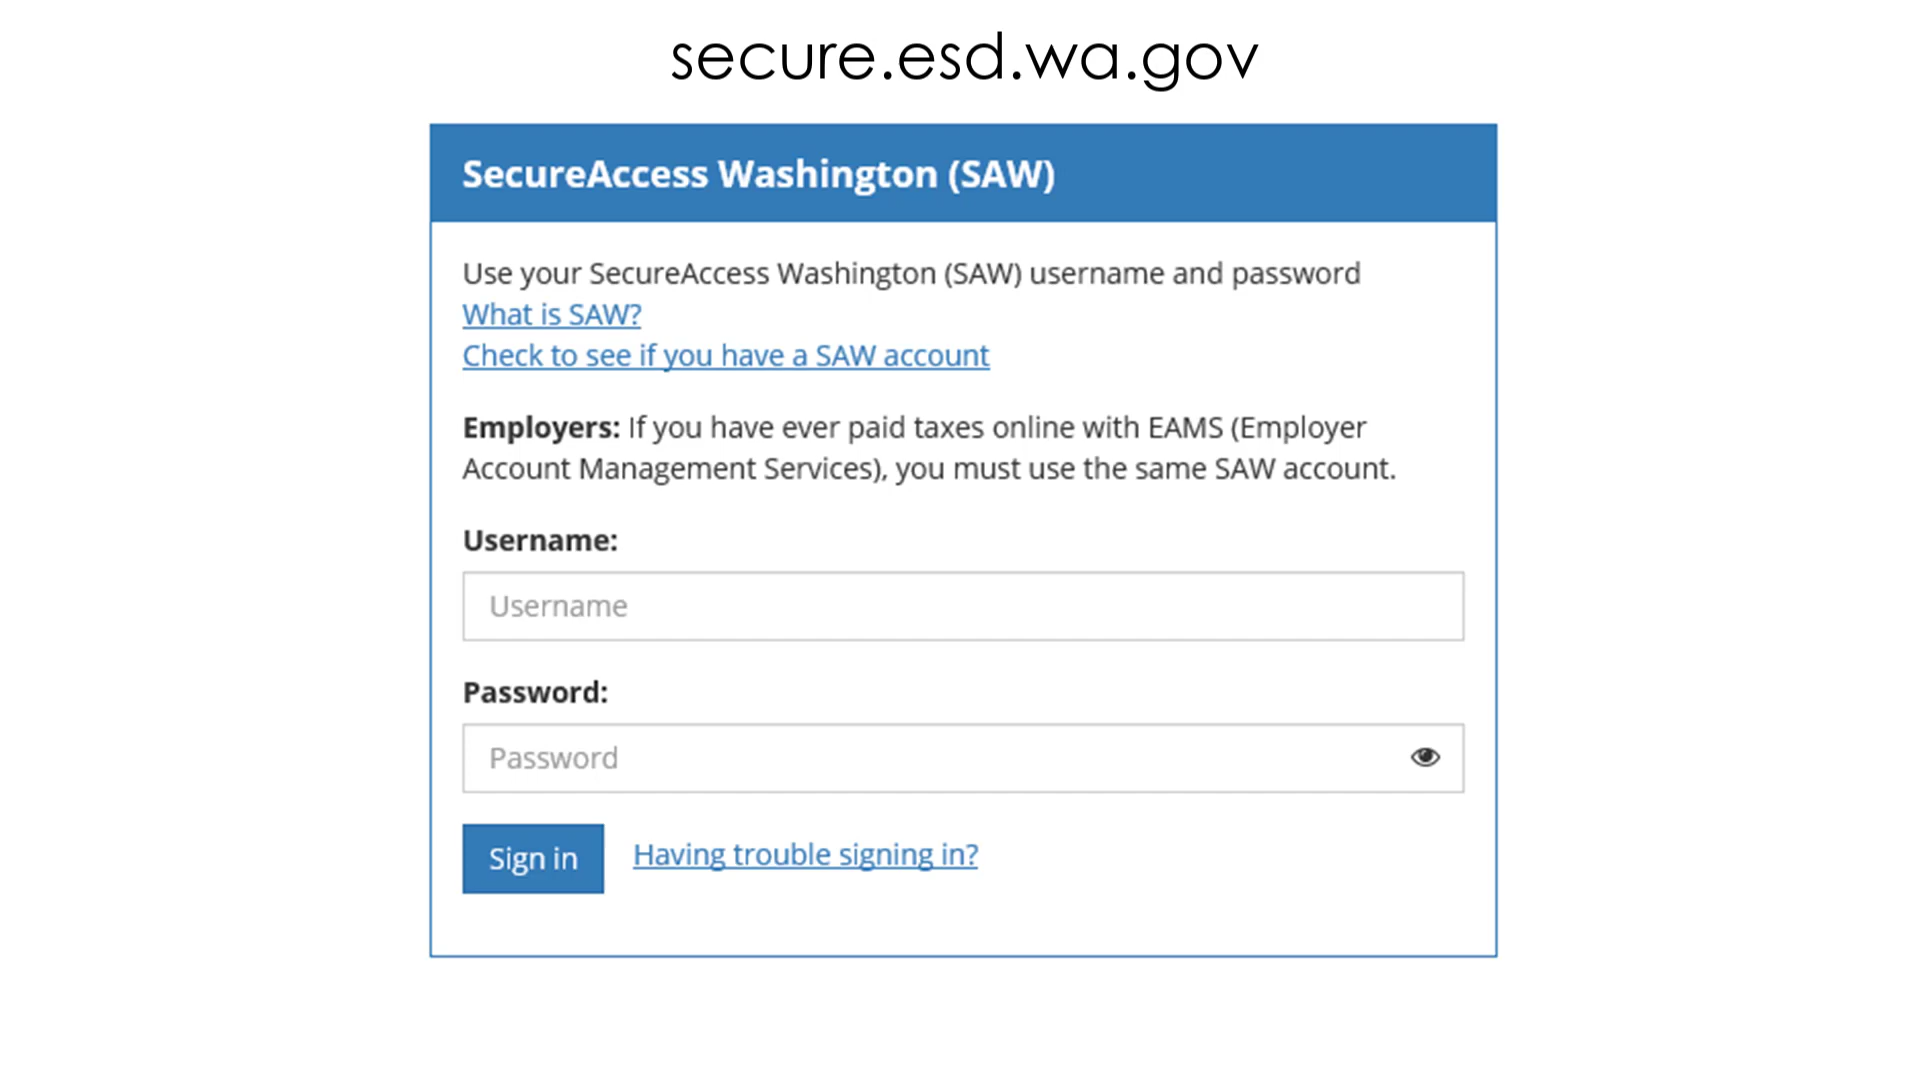 secure.esd.wa.gov
SecureAccess Washington (SAW)
Use your SecureAccess Washington (SAW) username and password
What is SAW?
Check to see if you have a SAW account
Employers: If you have ever paid taxes online with EAMS (Employer
Account Management Services), you must use the same SAW account.
Username:
Username
Password:
Password
Sign in Having trouble signing in?